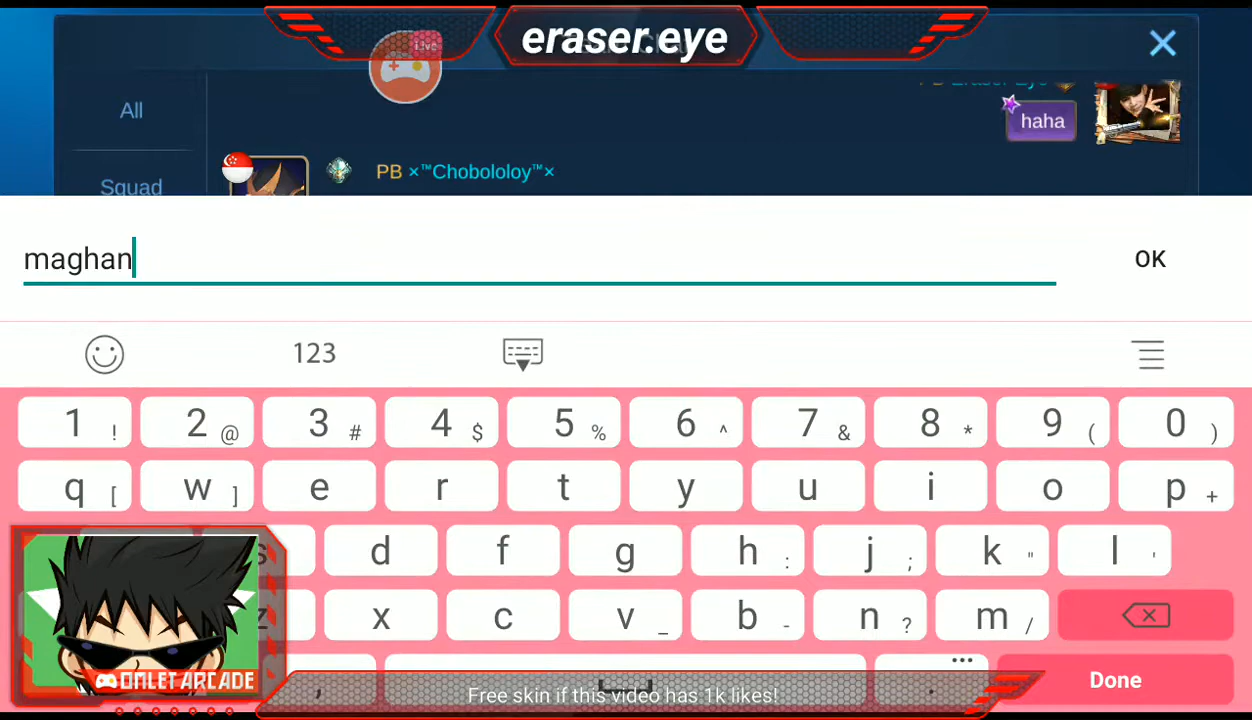 eraser.eye
Live
All
haha
PB ×™Chobololoy™×
Squad
maghan
OK
123
1 ! 2 @ 3 # 4 $ 5 % 6 ^ 7 & 8 * 9 ( 0 )
q [ w ] e r t y u i o p +
s d f g h : j ; k " l '
z x c v _ b - n ? m /
, . ... Done
OMLET ARCADE
Free skin if this video has 1k likes!